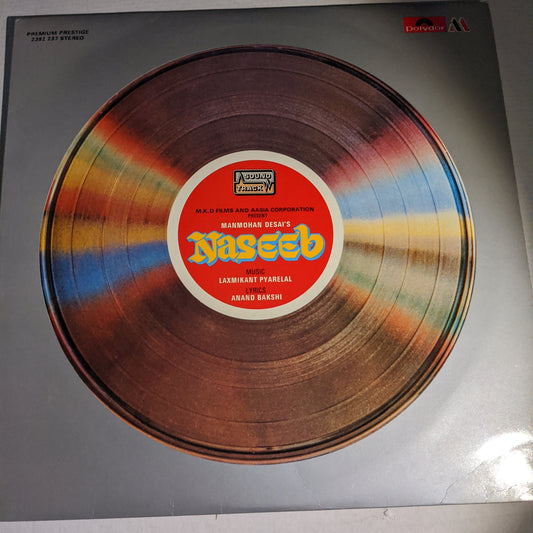 PREMIUM PRESTIGE
2392 237 STEREO
Polydor
SOUND
TRACK
M.K.D FILMS AND AASIA CORPORATION
PRESENT
MANMOHAN DESAI'S
Naseeb
MUSIC
LAXMIKANT PYARELAL
LYRICS
ANAND BAKSHI